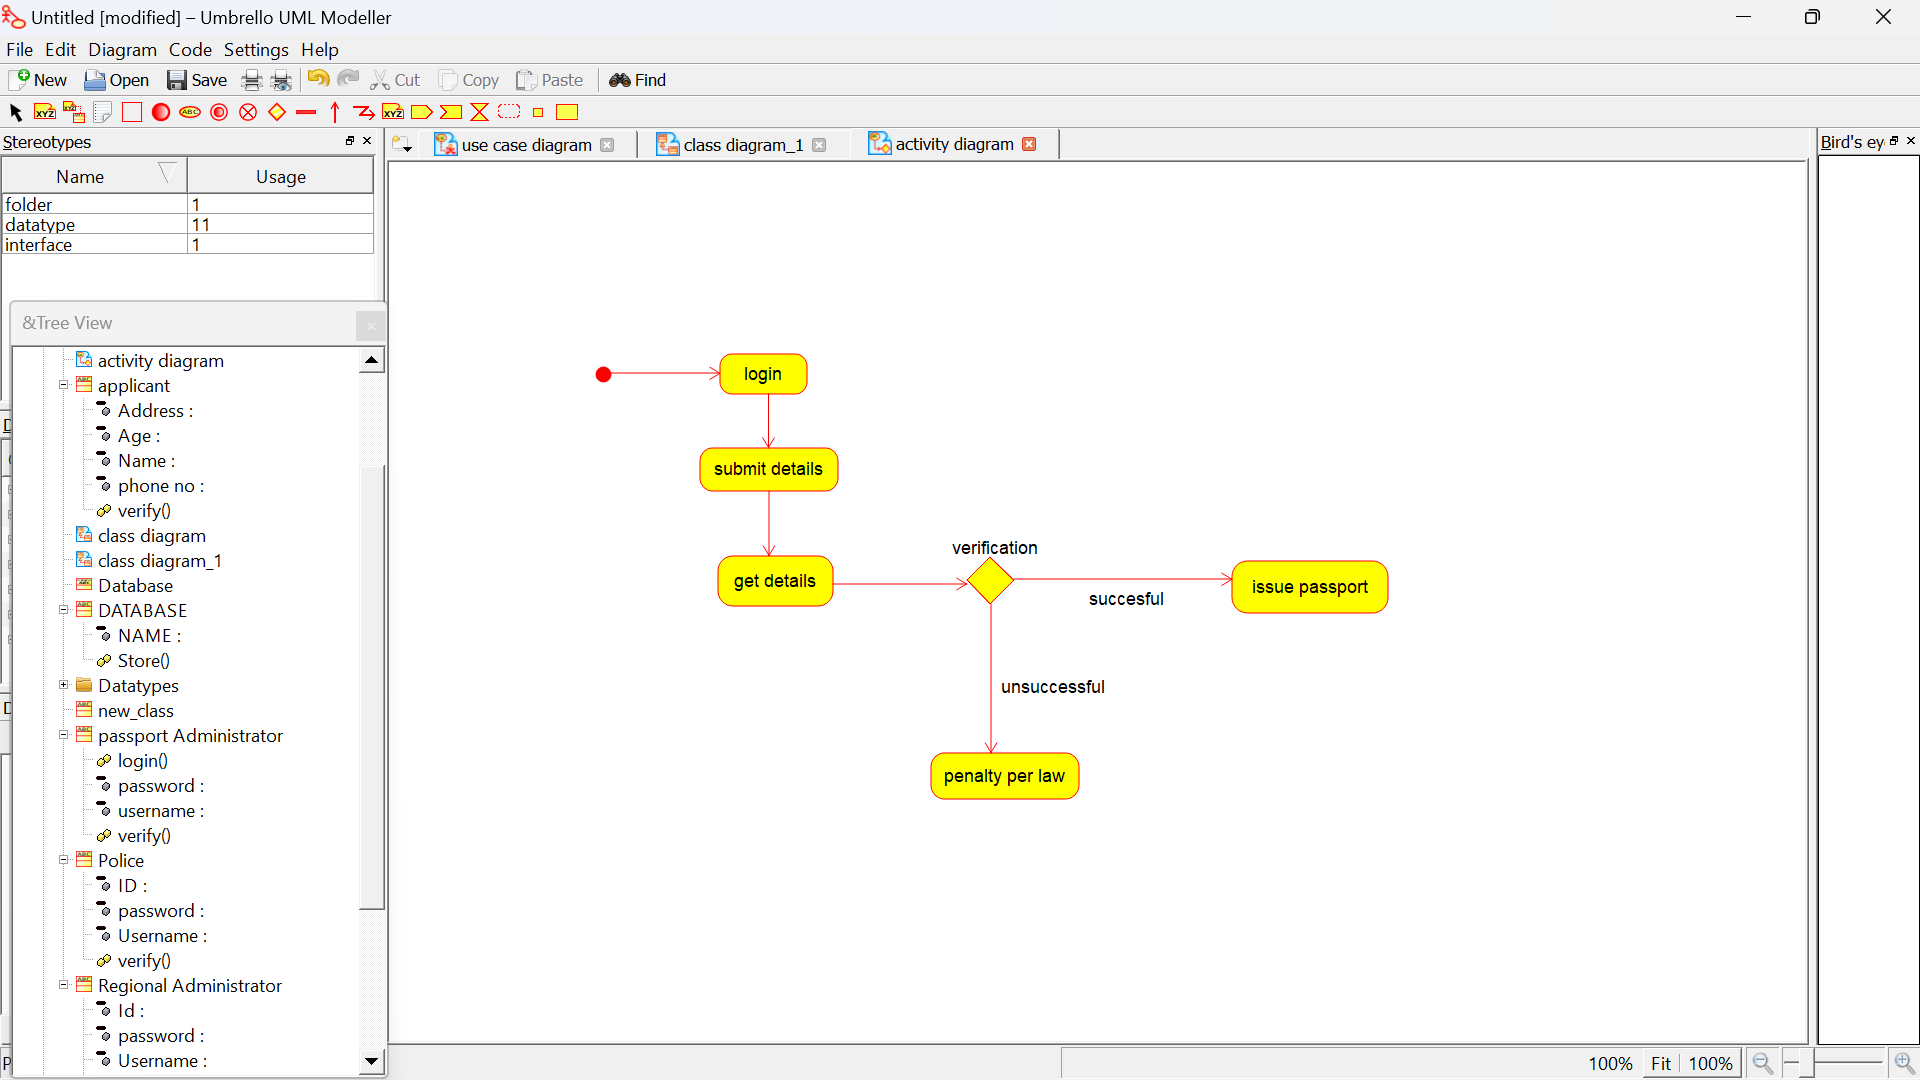 Untitled [modified] – Umbrello UML Modeller
File Edit Diagram Code Settings Help
New Open Save Cut Copy Paste Find
Stereotypes
use case diagram
class diagram_1
activity diagram
Bird's ey
Name Usage
folder 1
datatype 11
interface 1
&Tree View
activity diagram
applicant
Address :
Age :
Name :
phone no :
verify()
class diagram
class diagram_1
Database
DATABASE
NAME :
Store()
Datatypes
new_class
passport Administrator
login()
password :
username :
verify()
Police
ID :
password :
Username :
verify()
Regional Administrator
Id :
password :
Username :
login
submit details
get details
verification
succesful
issue passport
unsuccessful
penalty per law
100% Fit 100%